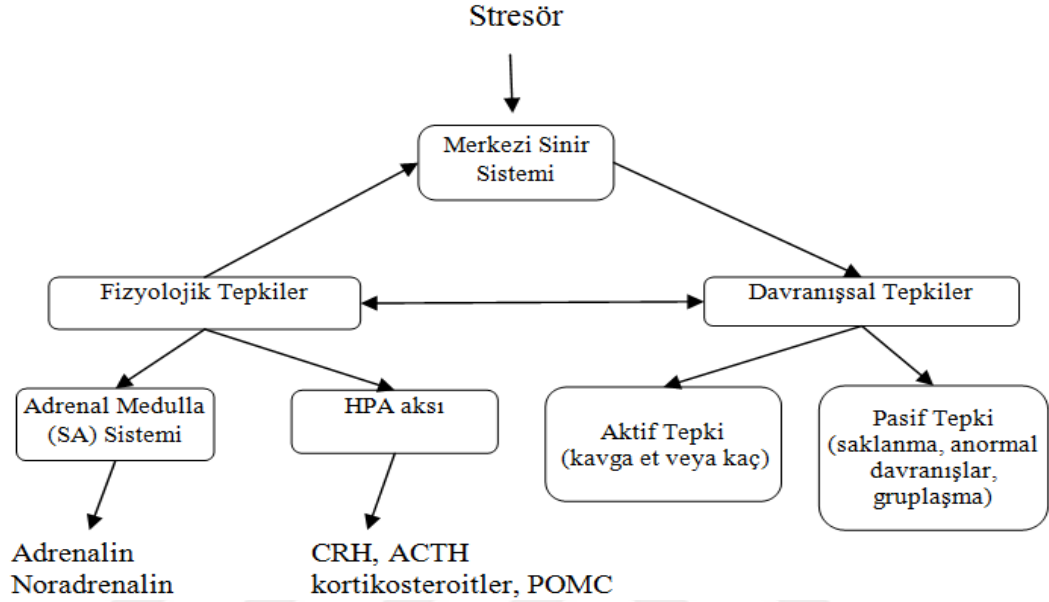 Stresör
Merkezi Sinir
Sistemi
Fizyolojik Tepkiler
Davranışsal Tepkiler
Adrenal Medulla
(SA) Sistemi
HPA aksı
Aktif Tepki
(kavga et veya kaç)
Pasif Tepki
(saklanma, anormal
davranışlar,
gruplaşma)
Adrenalin
Noradrenalin
CRH, ACTH
kortikosteroitler, POMC